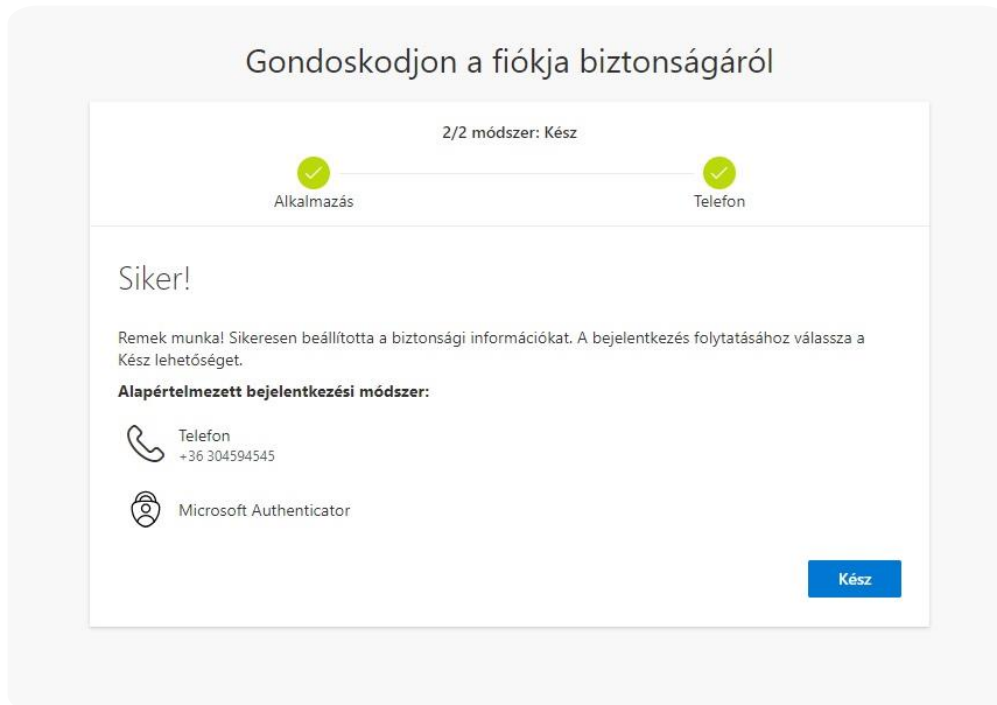 Gondoskodjon a fiókja biztonságáról
2/2 módszer: Kész
Alkalmazás
Telefon
Siker!
Remek munka! Sikeresen beállította a biztonsági információkat. A bejelentkezés folytatásához válassza a
Kész lehetőséget.
Alapértelmezett bejelentkezési módszer:
Telefon
+36 304594545
Microsoft Authenticator
Kész